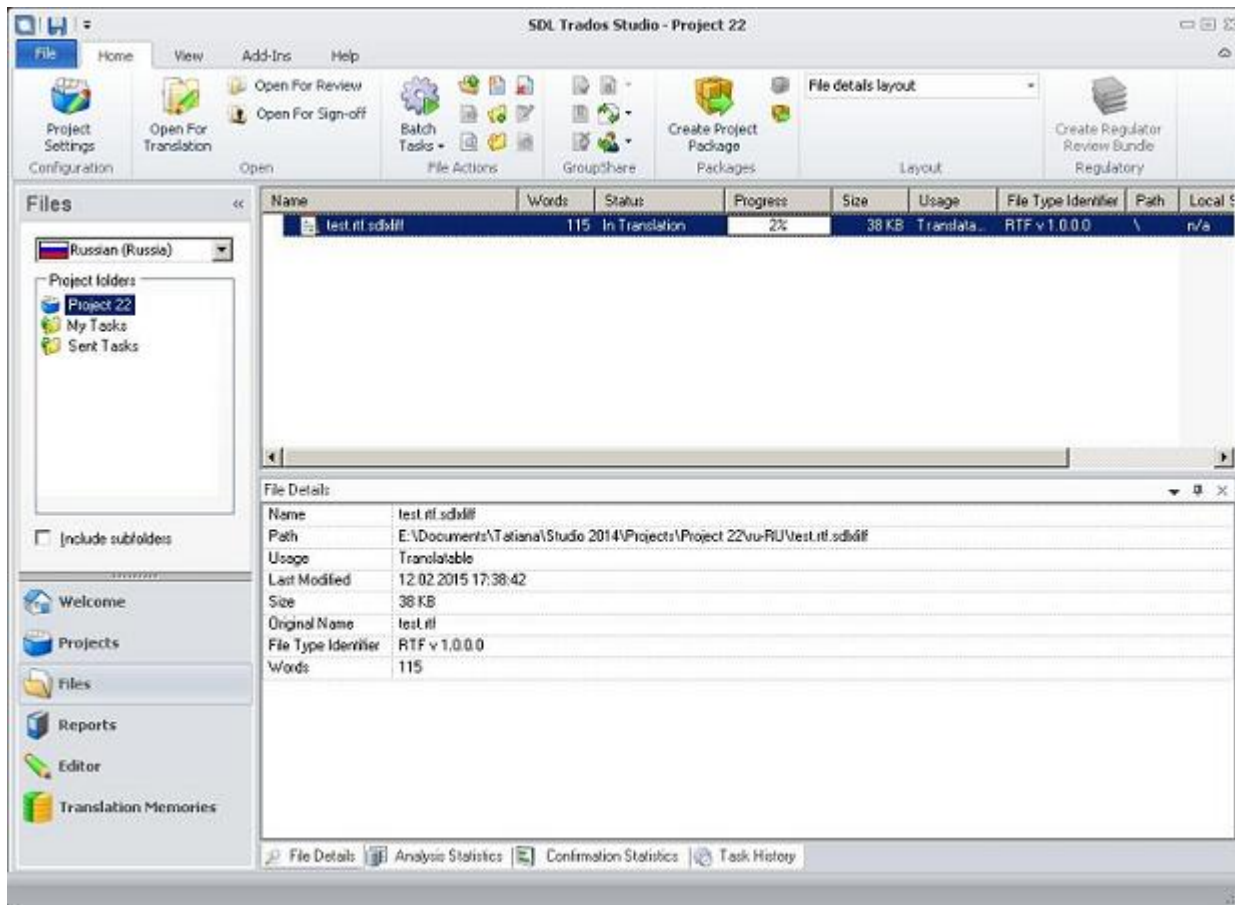 SDL Trados Studio - Project 22
File Home View Add-Ins Help
Project Settings
Open For Translation
Open For Review
Open For Sign-off
Batch Tasks
Create Project Package
File details layout
Create Regulator Review Bundle
Configuration Open File Actions GroupShare Packages Layout Regulatory
Files
Russian (Russia)
Project folders
Project 22
My Tasks
Sent Tasks
Include subfolders
Welcome
Projects
Files
Reports
Editor
Translation Memories
Name Words Status Progress Size Usage File Type Identifier Path Local S
test.rtf.sdlxliff 115 In Translation 2% 38 KB Translata... RTF v 1.0.0.0 \ n/a
File Details
Name test.rtf.sdlxliff
Path E:\Documents\Tatiana\Studio 2014\Projects\Project 22\ru-RU\test.rtf.sdlxliff
Usage Translatable
Last Modified 12.02.2015 17:38:42
Size 38 KB
Original Name test.rtf
File Type Identifier RTF v 1.0.0.0
Words 115
File Details Analysis Statistics Confirmation Statistics Task History